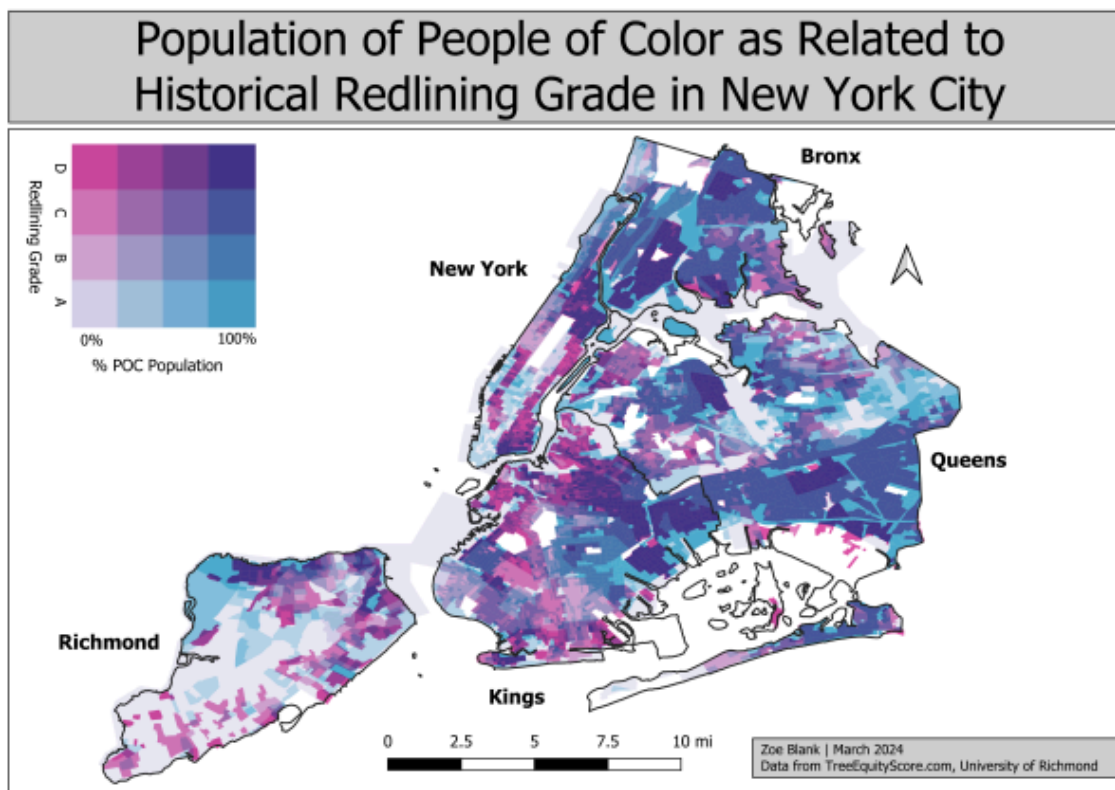 Population of People of Color as Related to
Historical Redlining Grade in New York City
Redlining Grade
D
C
B
A
0%
100%
% POC Population
Bronx
New York
Queens
Richmond
Kings
0 2.5 5 7.5 10 mi
Zoe Blank | March 2024
Data from TreeEquityScore.com, University of Richmond